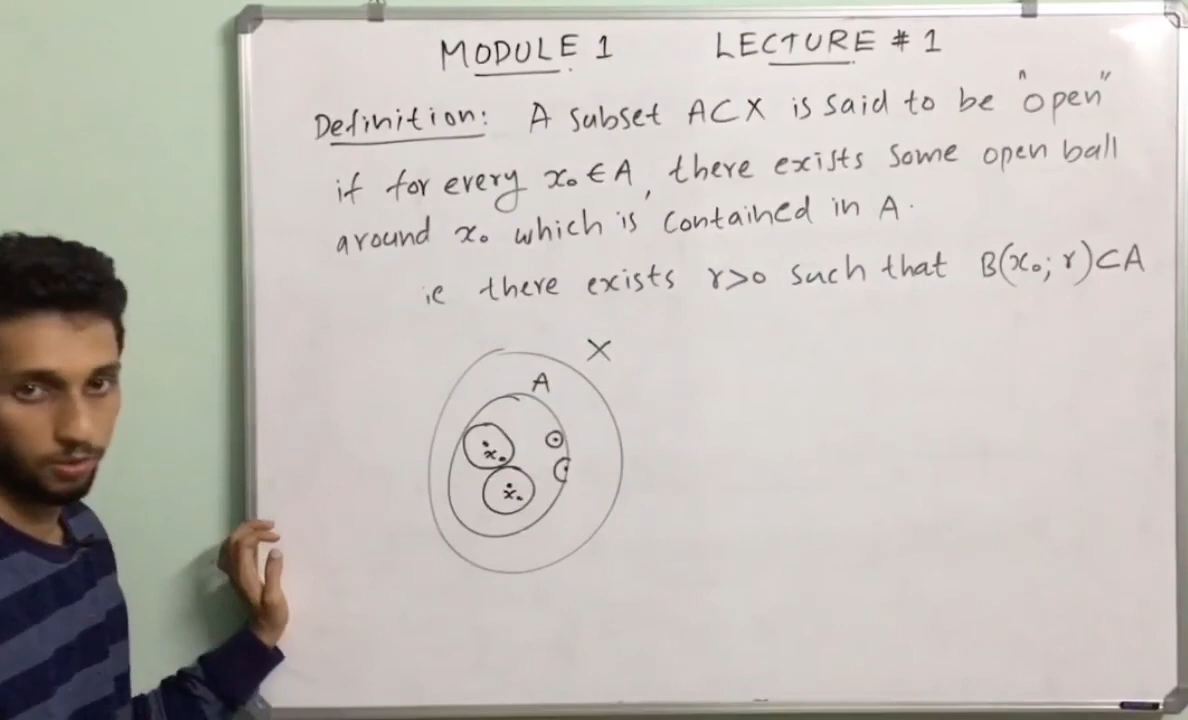 MODULE 1 LECTURE # 1
Definition: A subset A⊂X is said to be "open"
if for every x₀ ∈ A, there exists some open ball
around x₀ which is contained in A.
ie there exists r>0 such that B(x₀; r)⊂A
X
A
x₀
x₀